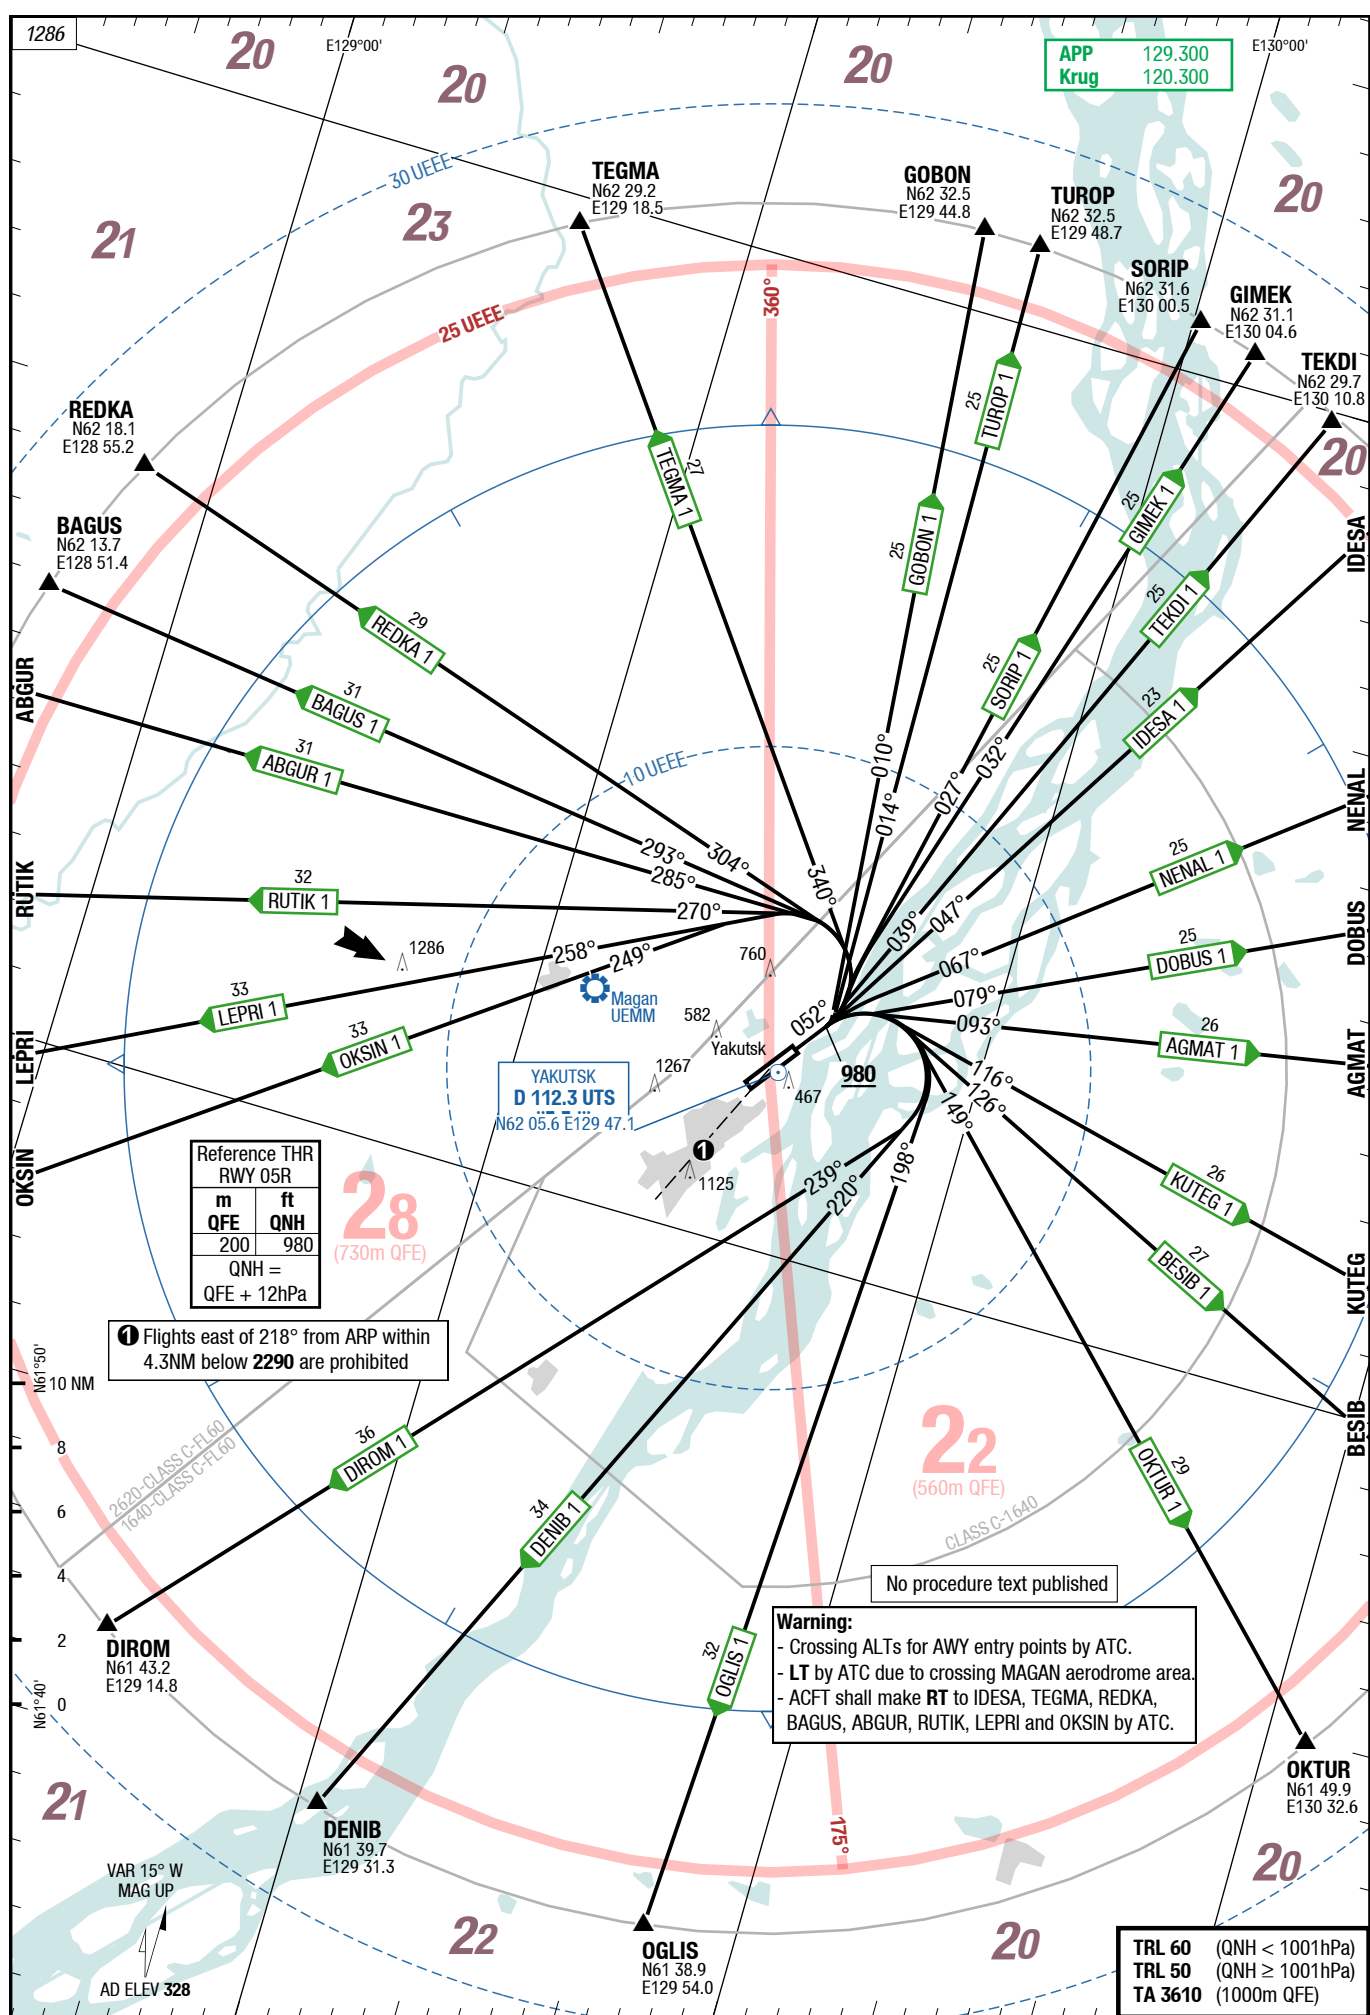 1286
20
E129°00'
20
20
E130°00'
APP 129.300
Krug 120.300
30 UEEE
TEGMA
N62 29.2
E129 18.5
GOBON
N62 32.5
E129 44.8
TUROP
N62 32.5
E129 48.7
20
21
23
SORIP
N62 31.6
E130 00.5
GIMEK
N62 31.1
E130 04.6
TEKDI
N62 29.7
E130 10.8
25 UEEE
360°
REDKA
N62 18.1
E128 55.2
BAGUS
N62 13.7
E128 51.4
20
IDESA
25
TUROP 1
27
TEGMA 1
25
GOBON 1
25
GIMEK 1
25
TEKDI 1
29
REDKA 1
25
SORIP 1
23
IDESA 1
ABGUR
31
BAGUS 1
31
ABGUR 1
10 UEEE
010°
014°
027°
032°
NENAL
25
NENAL 1
RUTIK
32
RUTIK 1
293°
304°
285°
270°
340°
039°
047°
067°
DOBUS
25
DOBUS 1
1286
258°
249°
760
079°
093°
Magan
UEMM
33
LEPRI 1
33
OKSIN 1
582
Yakutsk
052°
26
AGMAT 1
AGMAT
LEPRI
1267
980
467
116°
126°
149°
YAKUTSK
D 112.3 UTS
N62 05.6 E129 47.1
OKSIN
1
1125
239°
220°
198°
26
KUTEG 1
KUTEG
27
BESIB 1
BESIB
Reference THR
RWY 05R
m ft
QFE QNH
200 980
QNH =
QFE + 12hPa
28
(730m QFE)
1 Flights east of 218° from ARP within
4.3NM below 2290 are prohibited
N61°50'
10 NM
8
6
4
2
0
N61°40'
2620-CLASS C-FL60
1640-CLASS C-FL60
36
DIROM 1
34
DENIB 1
22
(560m QFE)
29
OKTUR 1
CLASS C-1640
No procedure text published
DIROM
N61 43.2
E129 14.8
32
OGLIS 1
Warning:
- Crossing ALTs for AWY entry points by ATC.
- LT by ATC due to crossing MAGAN aerodrome area.
- ACFT shall make RT to IDESA, TEGMA, REDKA,
BAGUS, ABGUR, RUTIK, LEPRI and OKSIN by ATC.
OKTUR
N61 49.9
E130 32.6
21
DENIB
N61 39.7
E129 31.3
175°
20
VAR 15° W
MAG UP
22
OGLIS
N61 38.9
E129 54.0
20
AD ELEV 328
TRL 60 (QNH < 1001hPa)
TRL 50 (QNH ≥ 1001hPa)
TA 3610 (1000m QFE)